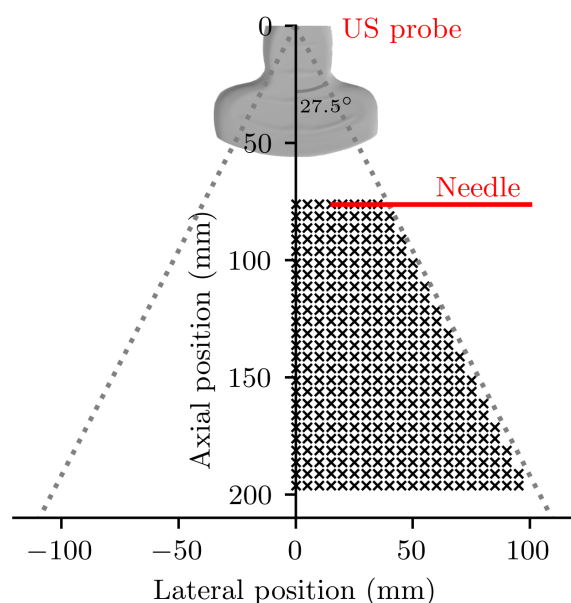 0
US probe
27.5°
50
Needle
100
Axial position (mm)
150
200
−100
−50
0
50
100
Lateral position (mm)